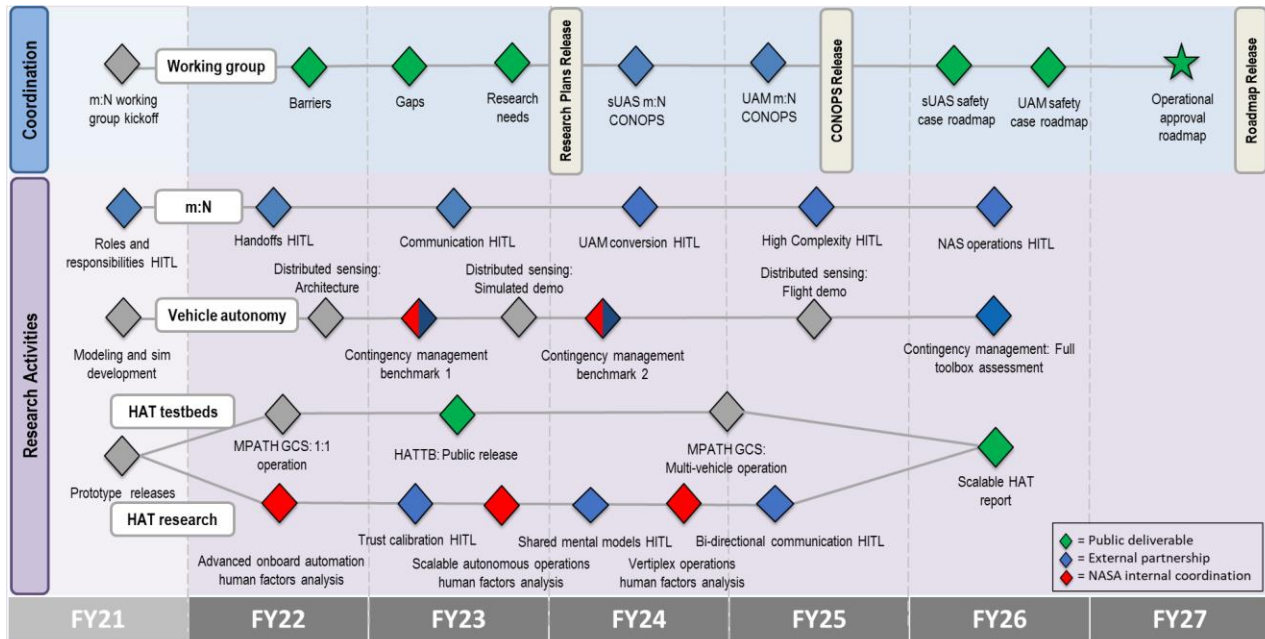 Coordination
Working group
m:N working
group kickoff
Barriers
Gaps
Research
needs
Research Plans Release
sUAS m:N
CONOPS
UAM m:N
CONOPS
CONOPS Release
sUAS safety
case roadmap
UAM safety
case roadmap
Operational
approval
roadmap
Roadmap Release
Research Activities
m:N
Roles and
responsibilities HITL
Handoffs HITL
Communication HITL
UAM conversion HITL
High Complexity HITL
NAS operations HITL
Vehicle autonomy
Modeling and sim
development
Distributed sensing:
Architecture
Contingency management
benchmark 1
Distributed sensing:
Simulated demo
Contingency management
benchmark 2
Distributed sensing:
Flight demo
Contingency management: Full
toolbox assessment
HAT testbeds
Prototype releases
MPATH GCS: 1:1
operation
HATTB: Public release
MPATH GCS:
Multi-vehicle operation
Scalable HAT
report
HAT research
Advanced onboard automation
human factors analysis
Trust calibration HITL
Scalable autonomous operations
human factors analysis
Shared mental models HITL
Vertiplex operations
human factors analysis
Bi-directional communication HITL
= Public deliverable
= External partnership
= NASA internal coordination
FY21
FY22
FY23
FY24
FY25
FY26
FY27